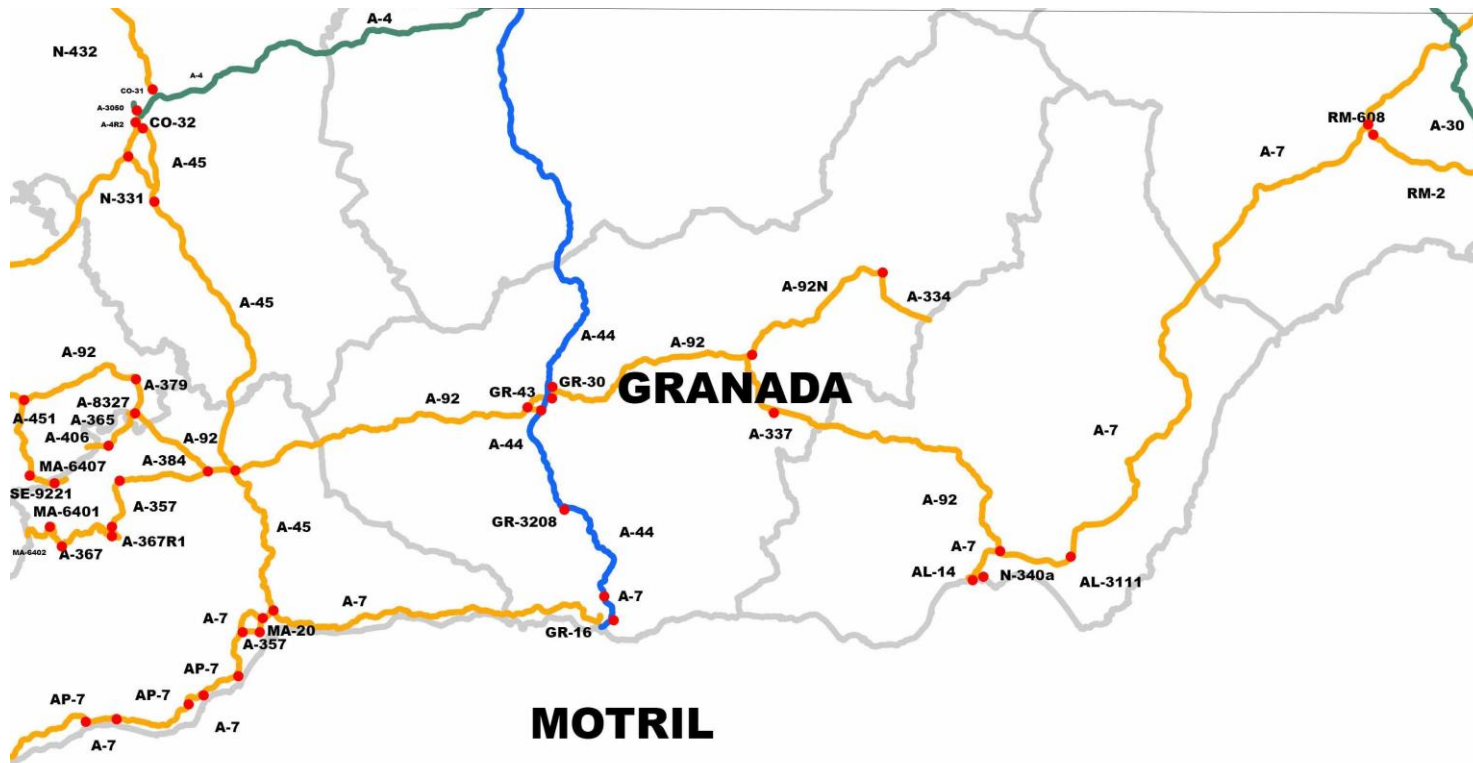 A-4
N-432
A-4
CO-31
A-3050
A-4R2
CO-32
A-45
N-331
RM-608
A-30
A-7
RM-2
A-45
A-92N
A-334
A-44
A-92
A-92
A-379
GR-30
GR-43
GRANADA
A-8327
A-451
A-365
A-92
A-406
A-92
A-44
A-337
A-7
A-384
MA-6407
SE-9221
A-357
MA-6401
A-45
A-92
GR-3208
A-44
A-367R1
MA-6402
A-367
A-7
AL-14
N-340a
AL-3111
A-7
A-7
A-7
MA-20
GR-16
A-357
AP-7
AP-7
AP-7
A-7
A-7
MOTRIL